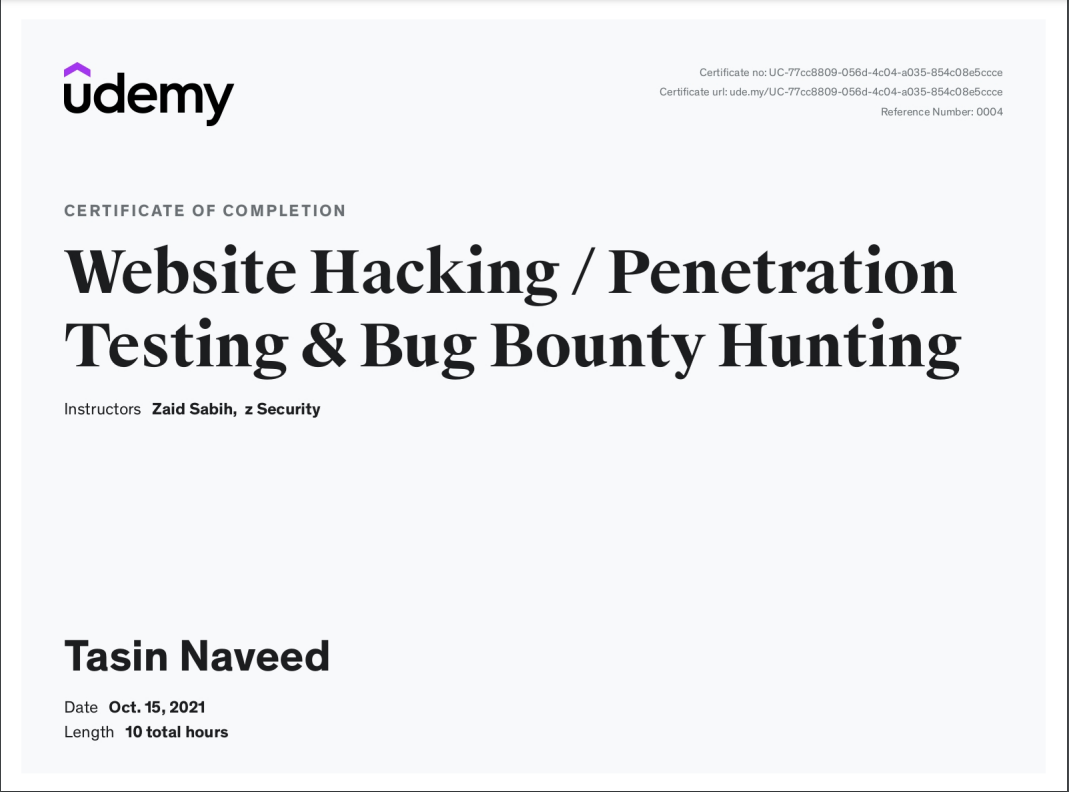 udemy
Certificate no: UC-77cc8809-056d-4c04-a035-854c08e5ccce
Certificate url: ude.my/UC-77cc8809-056d-4c04-a035-854c08e5ccce
Reference Number: 0004
CERTIFICATE OF COMPLETION
Website Hacking / Penetration
Testing & Bug Bounty Hunting
Instructors Zaid Sabih, z Security
Tasin Naveed
Date Oct. 15, 2021
Length 10 total hours